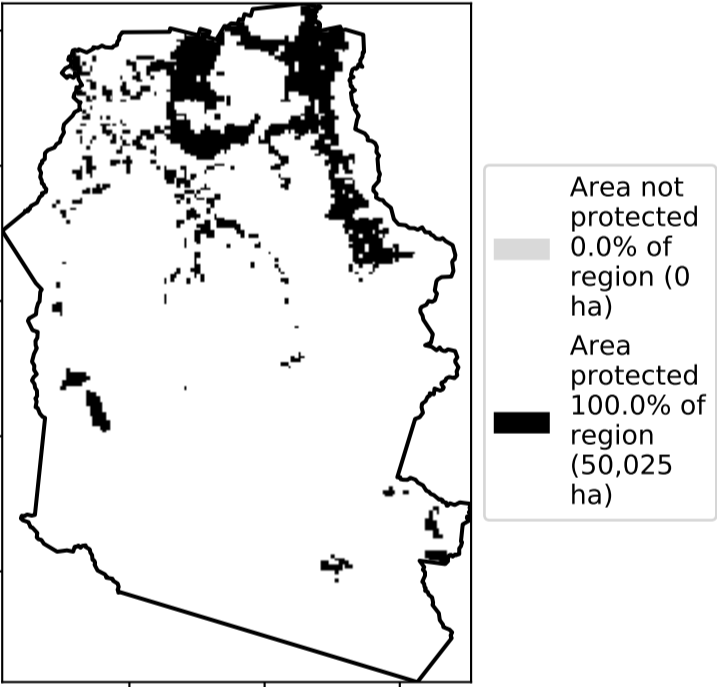 Area not
protected
0.0% of
region (0
ha)
Area
protected
100.0% of
region
(50,025
ha)